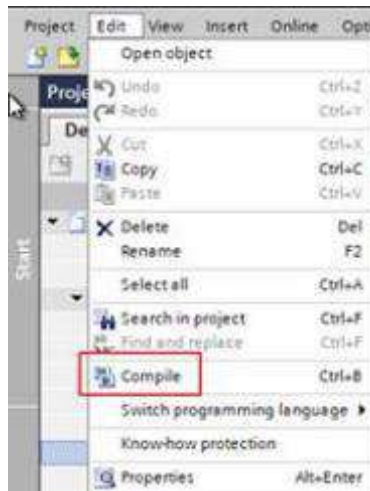 Project Edit View Insert Online Opti
Open object
Proje
Undo Ctrl+Z
Redo Ctrl+Y
De
Cut Ctrl+X
Copy Ctrl+C
Paste Ctrl+V
Delete Del
Rename F2
Start
Select all Ctrl+A
Search in project Ctrl+F
Find and replace Ctrl+F
Compile Ctrl+B
Switch programming language
Know-how protection
Properties Alt+Enter